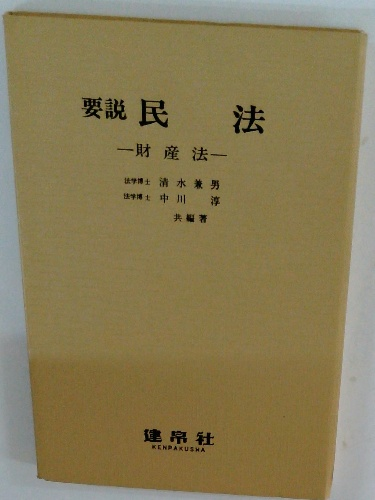 要説 民 法
―財産法―
法学博士 清水兼男
法学博士 中川 淳
共編著
建帛社
KENPAKUSHA